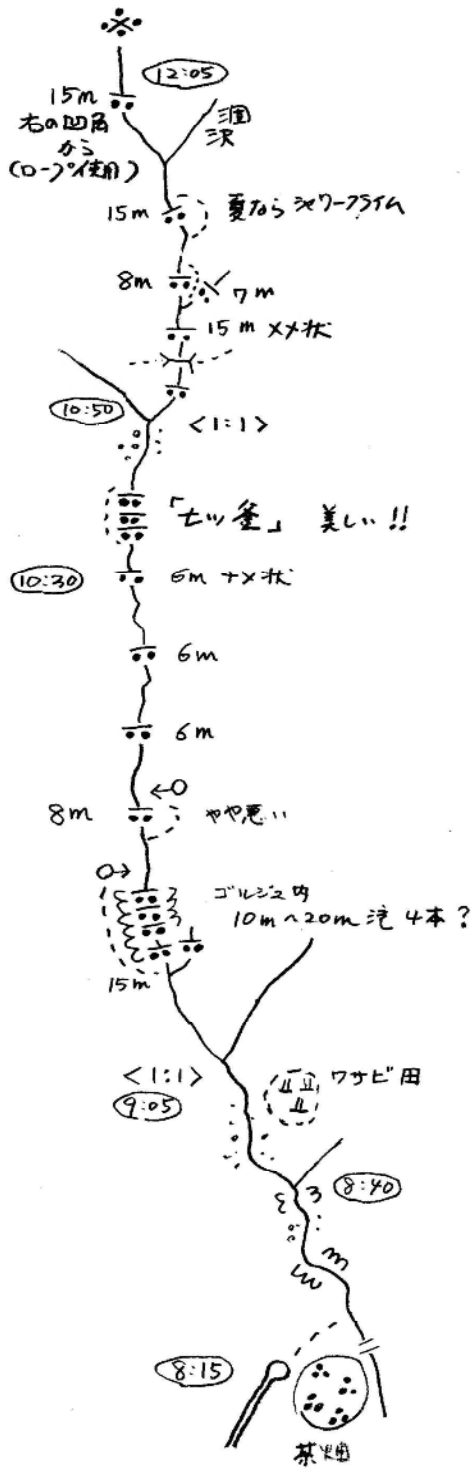 12:05
15m
右の凹角
から
(ロープ使用)
涸
沢
15m
夏なら シャワークライム
8m
7m
15m ナメ状
10:50
<1:1>
「七ツ釜」 美しい!!
10:30
6m ナメ状
6m
6m
8m
やや悪い
ゴルジュ内
10m~20m 滝 4本?
15m
<1:1>
9:05
ワサビ田
8:40
8:15
茶畑